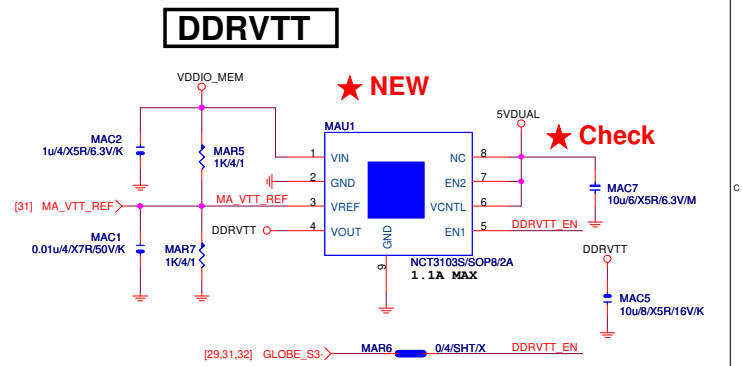 DDRVTT
VDDIO_MEM
★ NEW
5VDUAL
★ Check
MAU1
MAC2
1u/4/X5R/6.3V/K
MAR5
1K/4/1
1 VIN NC 8
2 GND EN2 7
3 VREF VCNTL 6
4 VOUT EN1 5
GND
9
MAC7
10u/6/X5R/6.3V/M
C
[31] MA_VTT_REF
MA_VTT_REF
DDRVTT
DDRVTT_EN
MAC1
0.01u/4/X7R/50V/K
MAR7
1K/4/1
NCT3103S/SOP8/2A
1.1A MAX
DDRVTT
MAC5
10u/8/X5R/16V/K
[29,31,32] GLOBE_S3- MAR6 0/4/SHT/X DDRVTT_EN